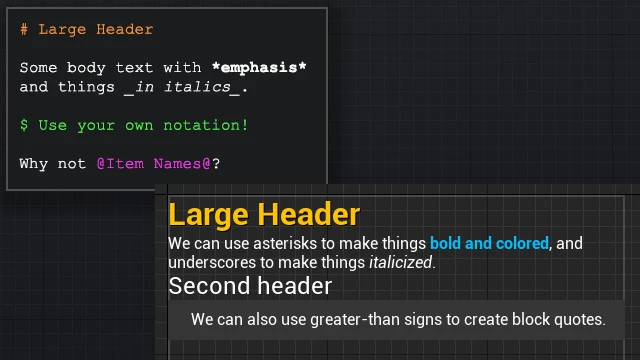 # Large Header
Some body text with *emphasis*
and things _in italics_.
$ Use your own notation!
Why not @Item Names@?
Large Header
We can use asterisks to make things bold and colored, and
underscores to make things italicized.
Second header
We can also use greater-than signs to create block quotes.